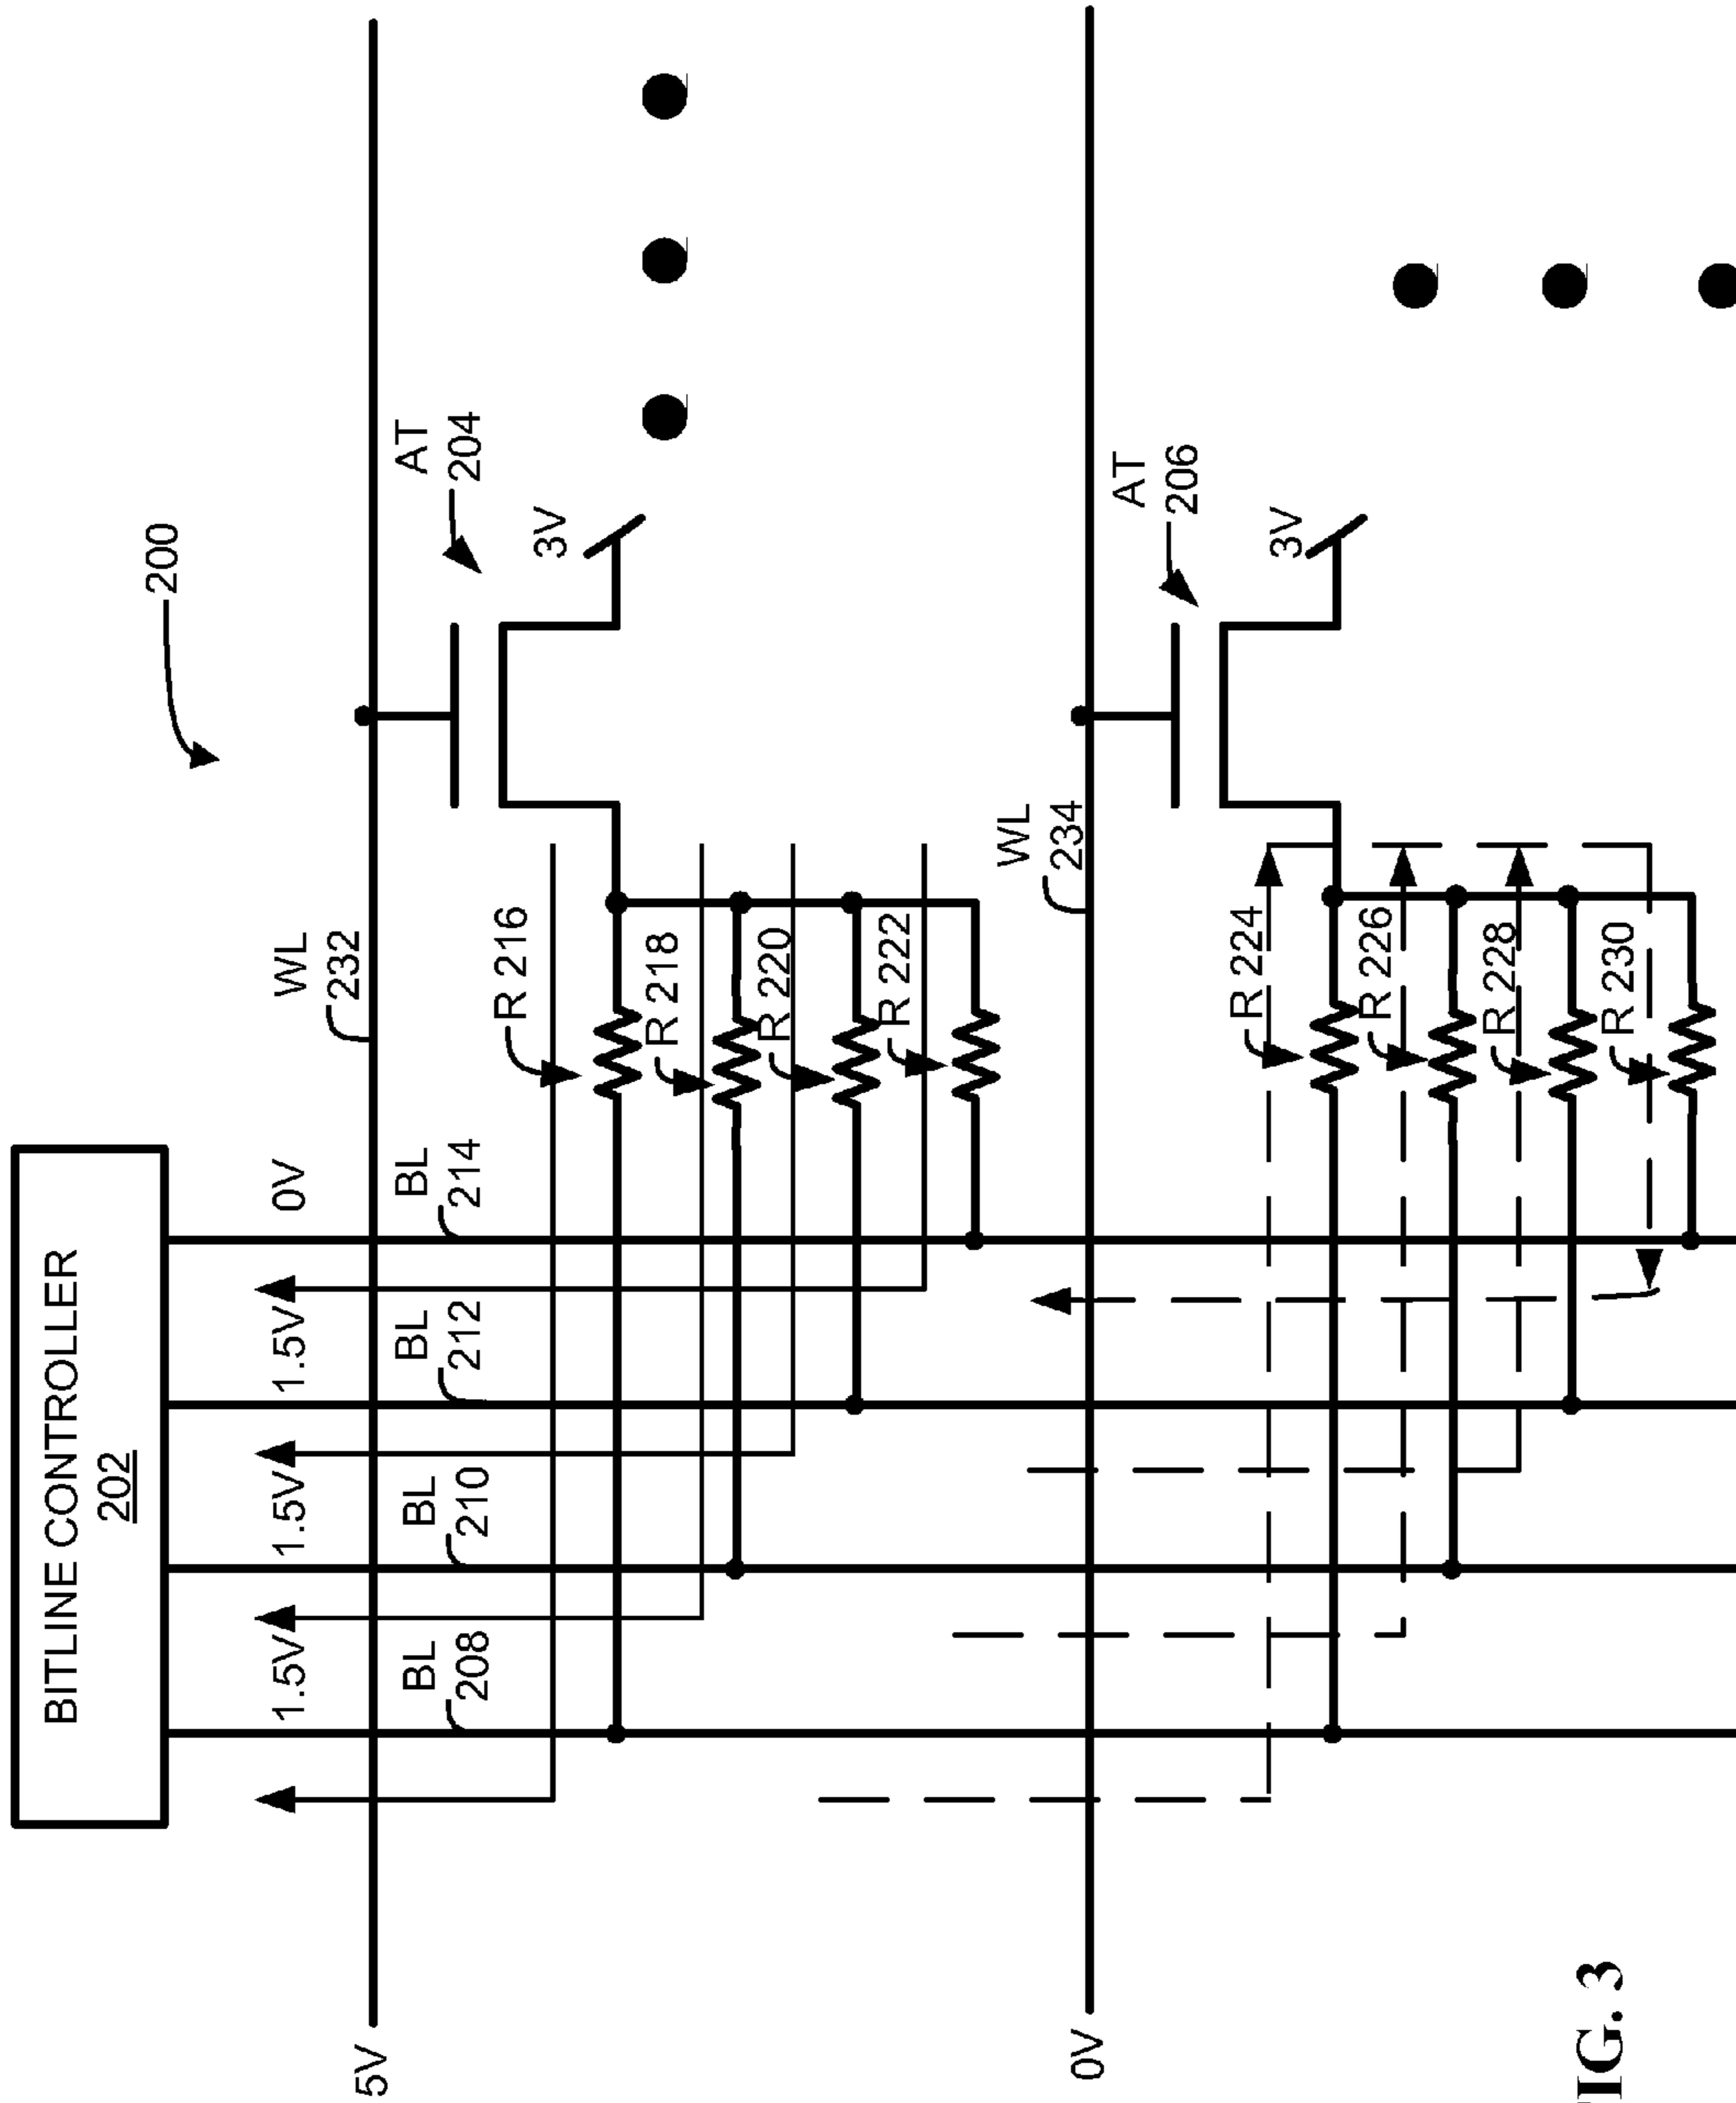 BITLINE CONTROLLER
202
200
1.5V
1.5V
1.5V
0V
WL
232
5V
BL
208
BL
210
BL
212
BL
214
AT
204
R 216
3V
R 218
R 220
R 222
WL
234
0V
AT
206
R 224
3V
R 226
R 228
R 230
FIG. 3